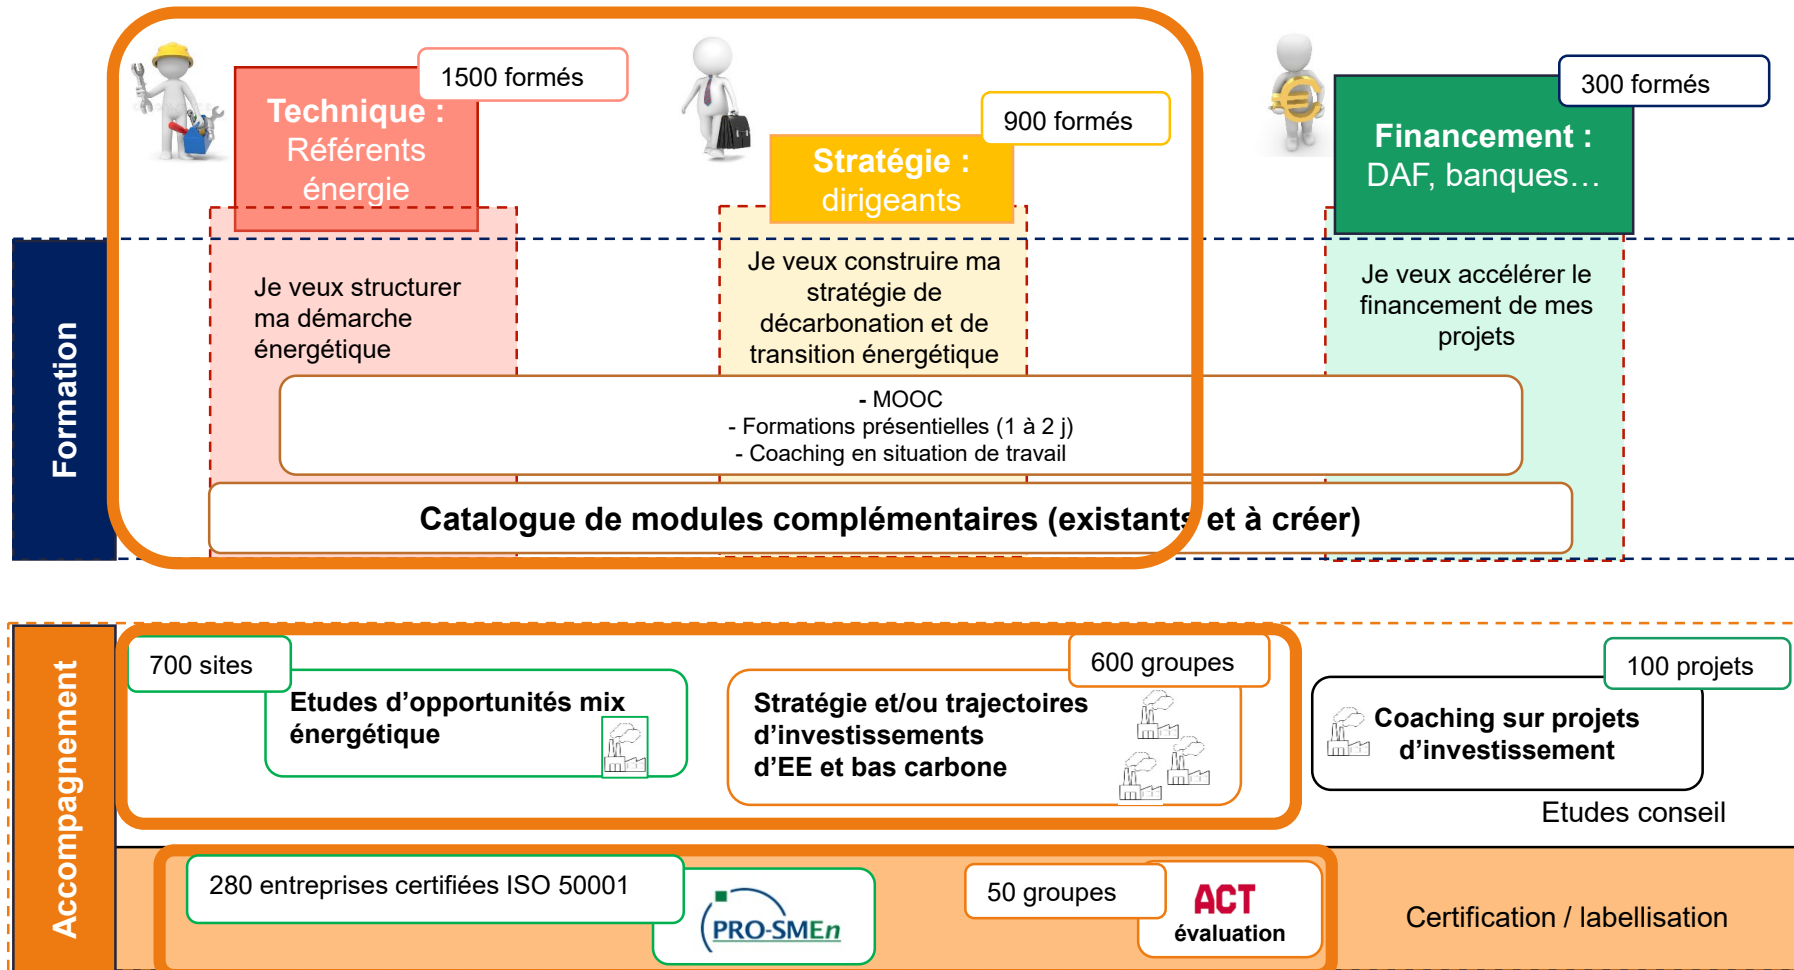 1500 formés
Technique :
Référents
énergie
900 formés
Stratégie :
dirigeants
300 formés
Financement :
DAF, banques…
Formation
Je veux structurer
ma démarche
énergétique
Je veux construire ma
stratégie de
décarbonation et de
transition énergétique
Je veux accélérer le
financement de mes
projets
- MOOC
- Formations présentielles (1 à 2 j)
- Coaching en situation de travail
Catalogue de modules complémentaires (existants et à créer)
Accompagnement
700 sites
Etudes d’opportunités mix
énergétique
600 groupes
Stratégie et/ou trajectoires
d’investissements
d’EE et bas carbone
100 projets
Coaching sur projets
d’investissement
Etudes conseil
280 entreprises certifiées ISO 50001
PRO-SMEn
50 groupes
ACT
évaluation
Certification / labellisation